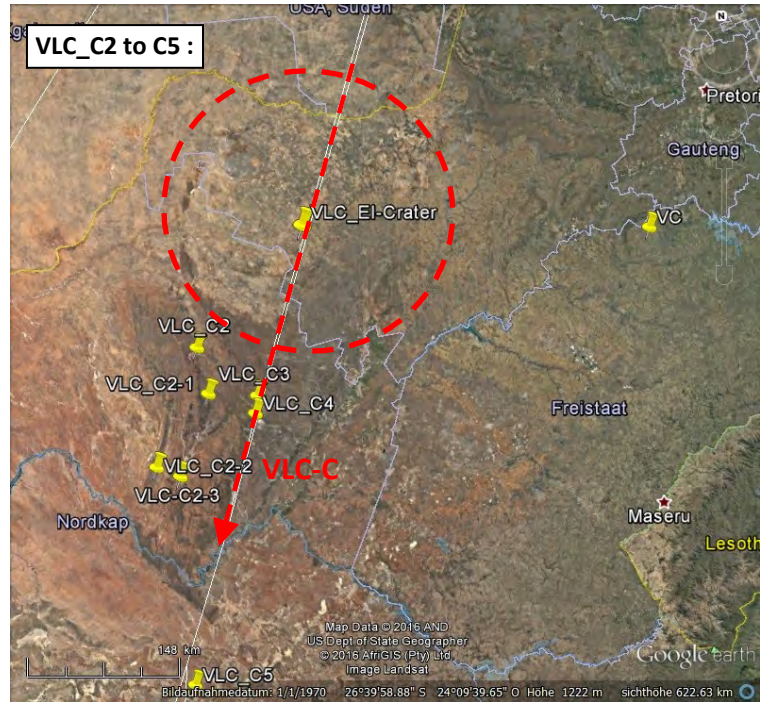 USA, Süden
VLC_C2 to C5 :
N
Pretori
Gauteng
VLC_EI-Crater
VC
VLC_C2
VLC_C2-1
VLC_C3
VLC_C4
Freistaat
VLC-C
VLC_C2-2
VLC-C2-3
Maseru
Nordkap
Lesoth
Map Data © 2016 AND
US Dept of State Geographer
© 2016 AfriGIS (Pty) Ltd.
Image Landsat
148 km
Google earth
VLC_C5
Bildaufnahmedatum: 1/1/1970 26°39'58.88" S 24°09'39.65" O Höhe 1222 m sichthöhe 622.63 km